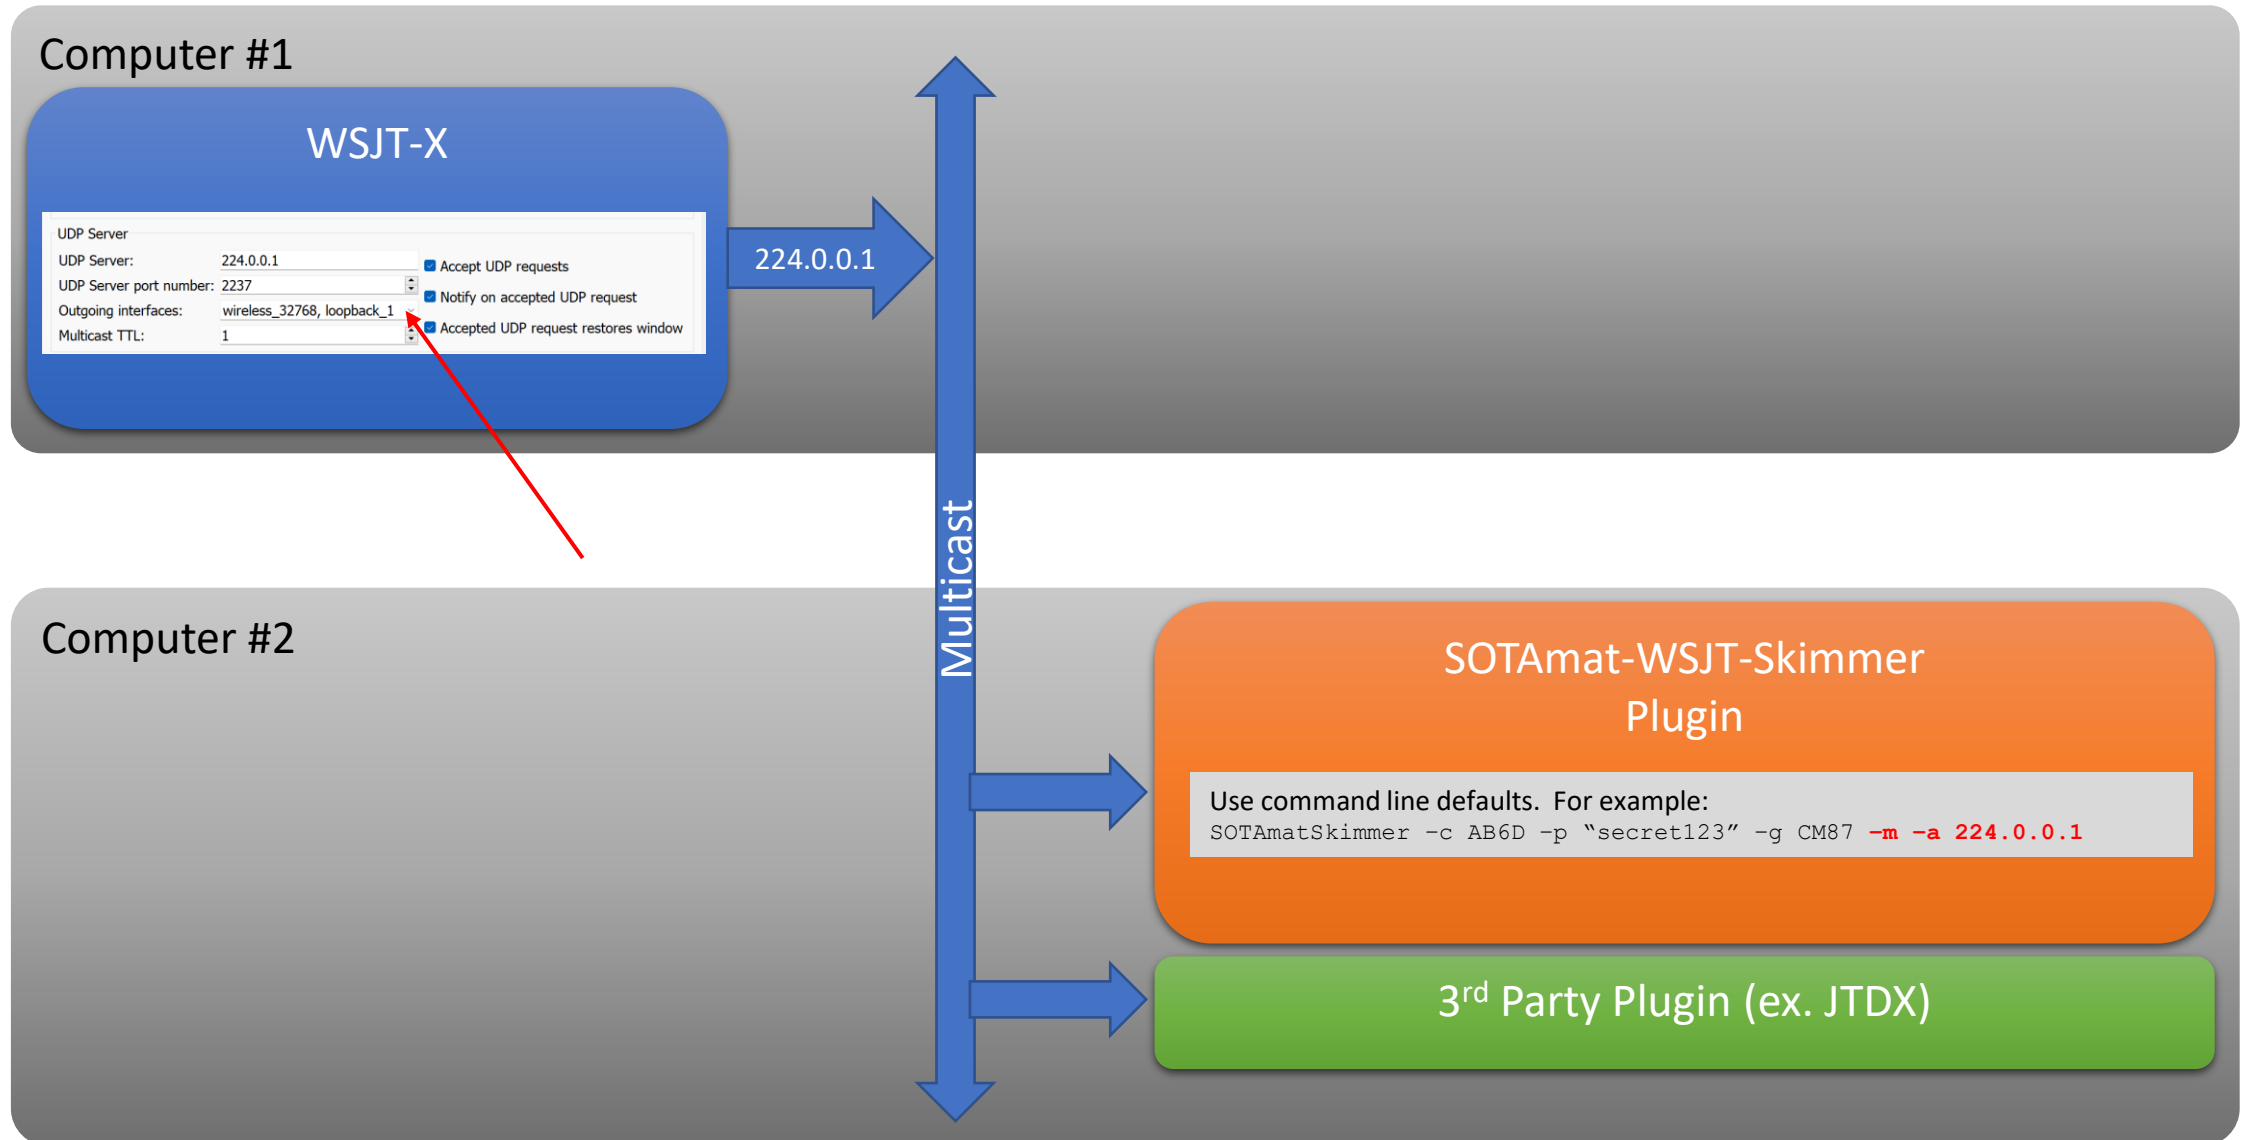 Computer #1
WSJT-X
UDP Server
UDP Server: 224.0.0.1
UDP Server port number: 2237
Outgoing interfaces: wireless_32768, loopback_1
Multicast TTL: 1
Accept UDP requests
Notify on accepted UDP request
Accepted UDP request restores window
224.0.0.1
Multicast
Computer #2
SOTAmat-WSJT-Skimmer
Plugin
Use command line defaults.  For example:
SOTAmatSkimmer –c AB6D –p “secret123” –g CM87 –m –a 224.0.0.1
3rd Party Plugin (ex. JTDX)